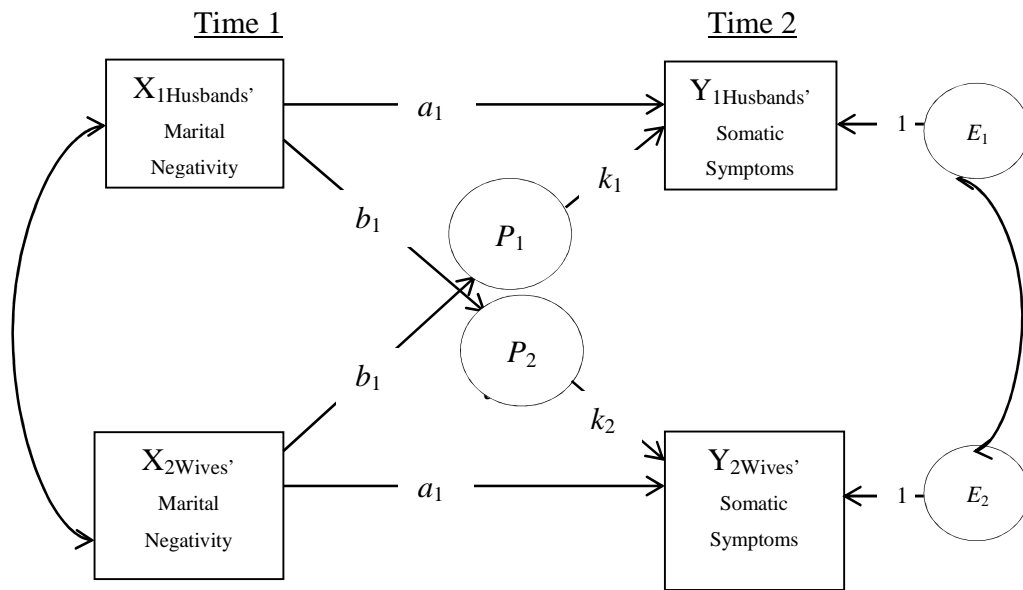 Time 1
Time 2
X1Husbands’
Marital
Negativity
a1
Y1Husbands’
Somatic
Symptoms
1
E1
b1
k1
P1
P2
b1
k2
X2Wives’
Marital
Negativity
a1
Y2Wives’
Somatic
Symptoms
1
E2